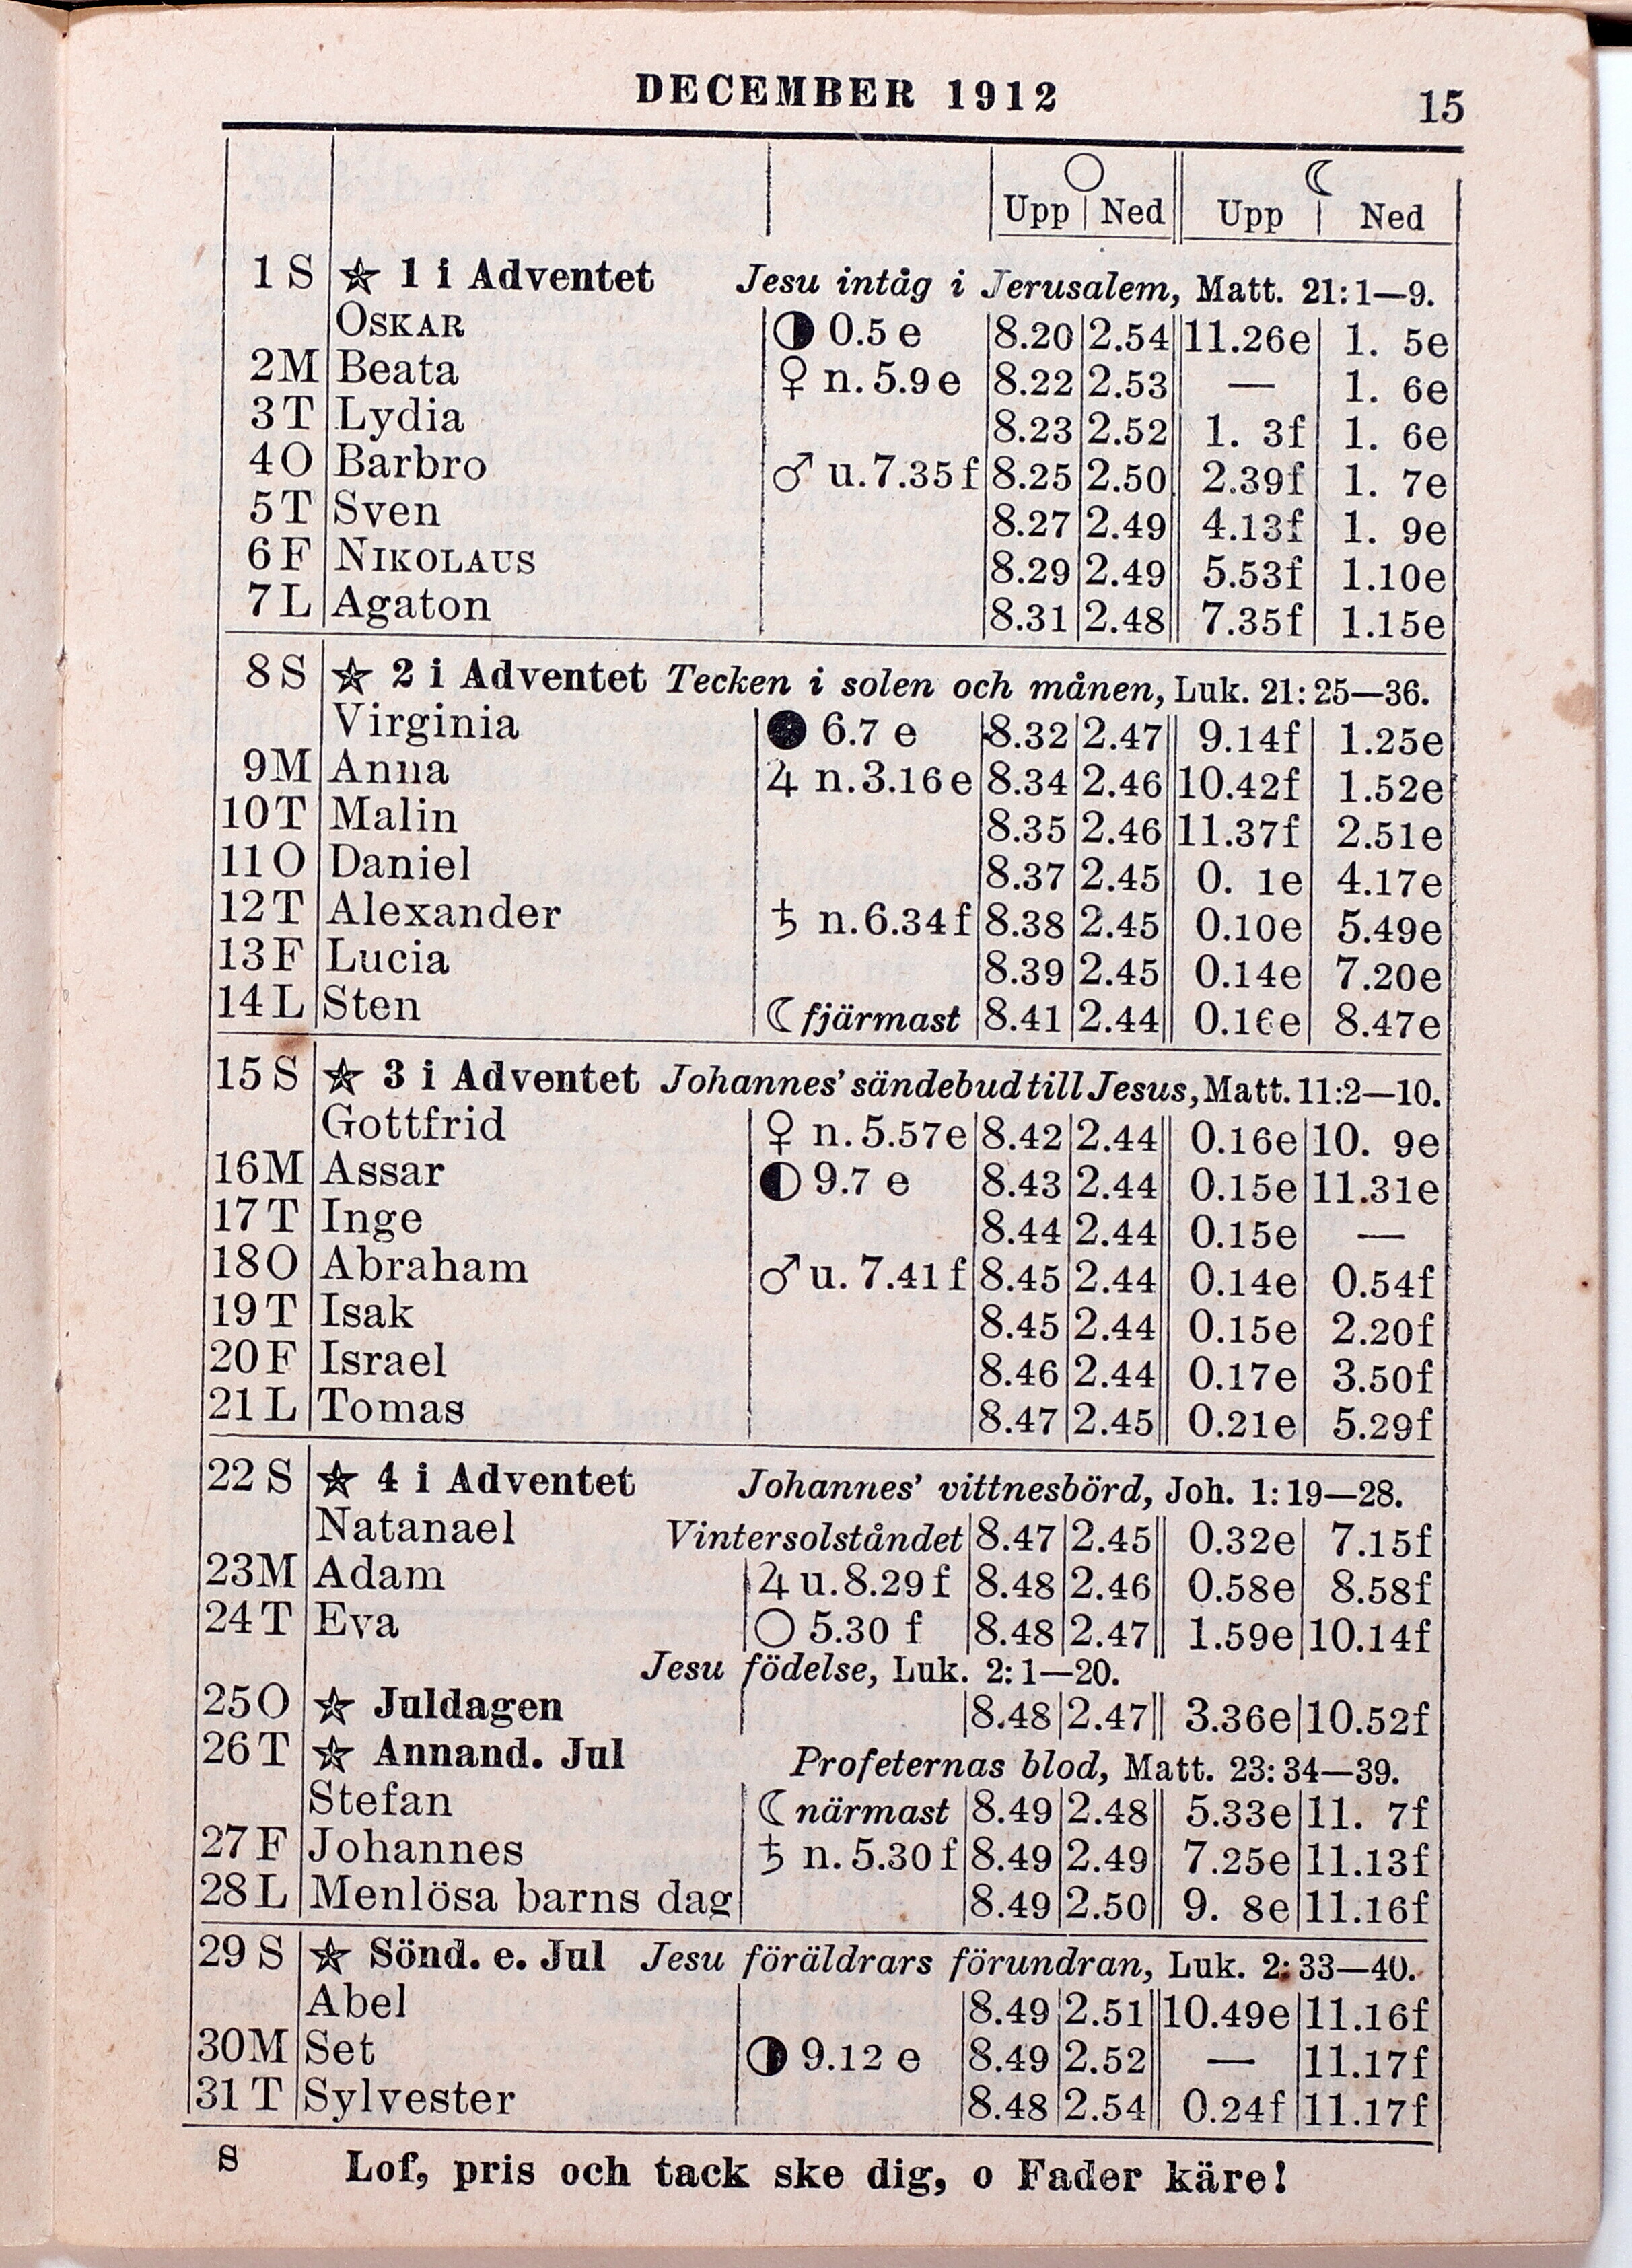 DECEMBER 1912
15
○ ☾
Upp | Ned Upp | Ned
1 S ☆ 1 i Adventet Jesu intåg i Jerusalem, Matt. 21:1—9.
OSKAR ◑ 0.5 e 8.20 2.54 11.26e 1. 5e
2 M Beata ♀ n. 5.9 e 8.22 2.53 — 1. 6e
3 T Lydia 8.23 2.52 1. 3f 1. 6e
4 O Barbro ♂ u. 7.35 f 8.25 2.50 2.39f 1. 7e
5 T Sven 8.27 2.49 4.13f 1. 9e
6 F NIKOLAUS 8.29 2.49 5.53f 1.10e
7 L Agaton 8.31 2.48 7.35f 1.15e
8 S ☆ 2 i Adventet Tecken i solen och månen, Luk. 21:25—36.
Virginia ● 6.7 e 8.32 2.47 9.14f 1.25e
9 M Anna ♃ n. 3.16 e 8.34 2.46 10.42f 1.52e
10 T Malin 8.35 2.46 11.37f 2.51e
11 O Daniel 8.37 2.45 0. 1e 4.17e
12 T Alexander ♄ n. 6.34 f 8.38 2.45 0.10e 5.49e
13 F Lucia 8.39 2.45 0.14e 7.20e
14 L Sten ☾ fjärmast 8.41 2.44 0.16e 8.47e
15 S ☆ 3 i Adventet Johannes' sändebud till Jesus, Matt. 11:2—10.
Gottfrid ♀ n. 5.57 e 8.42 2.44 0.16e 10. 9e
16 M Assar ◐ 9.7 e 8.43 2.44 0.15e 11.31e
17 T Inge 8.44 2.44 0.15e —
18 O Abraham ♂ u. 7.41 f 8.45 2.44 0.14e 0.54f
19 T Isak 8.45 2.44 0.15e 2.20f
20 F Israel 8.46 2.44 0.17e 3.50f
21 L Tomas 8.47 2.45 0.21e 5.29f
22 S ☆ 4 i Adventet Johannes' vittnesbörd, Joh. 1:19—28.
Natanael Vintersolståndet 8.47 2.45 0.32e 7.15f
23 M Adam ♃ u. 8.29 f 8.48 2.46 0.58e 8.58f
24 T Eva ○ 5.30 f 8.48 2.47 1.59e 10.14f
Jesu födelse, Luk. 2:1—20.
25 O ☆ Juldagen 8.48 2.47 3.36e 10.52f
26 T ☆ Annand. Jul Profeternas blod, Matt. 23:34—39.
Stefan ☾ närmast 8.49 2.48 5.33e 11. 7f
27 F Johannes ♄ n. 5.30 f 8.49 2.49 7.25e 11.13f
28 L Menlösa barns dag 8.49 2.50 9. 8e 11.16f
29 S ☆ Sönd. e. Jul Jesu föräldrars förundran, Luk. 2:33—40.
Abel 8.49 2.51 10.49e 11.16f
30 M Set ◑ 9.12 e 8.49 2.52 — 11.17f
31 T Sylvester 8.48 2.54 0.24f 11.17f
S Lof, pris och tack ske dig, o Fader käre!